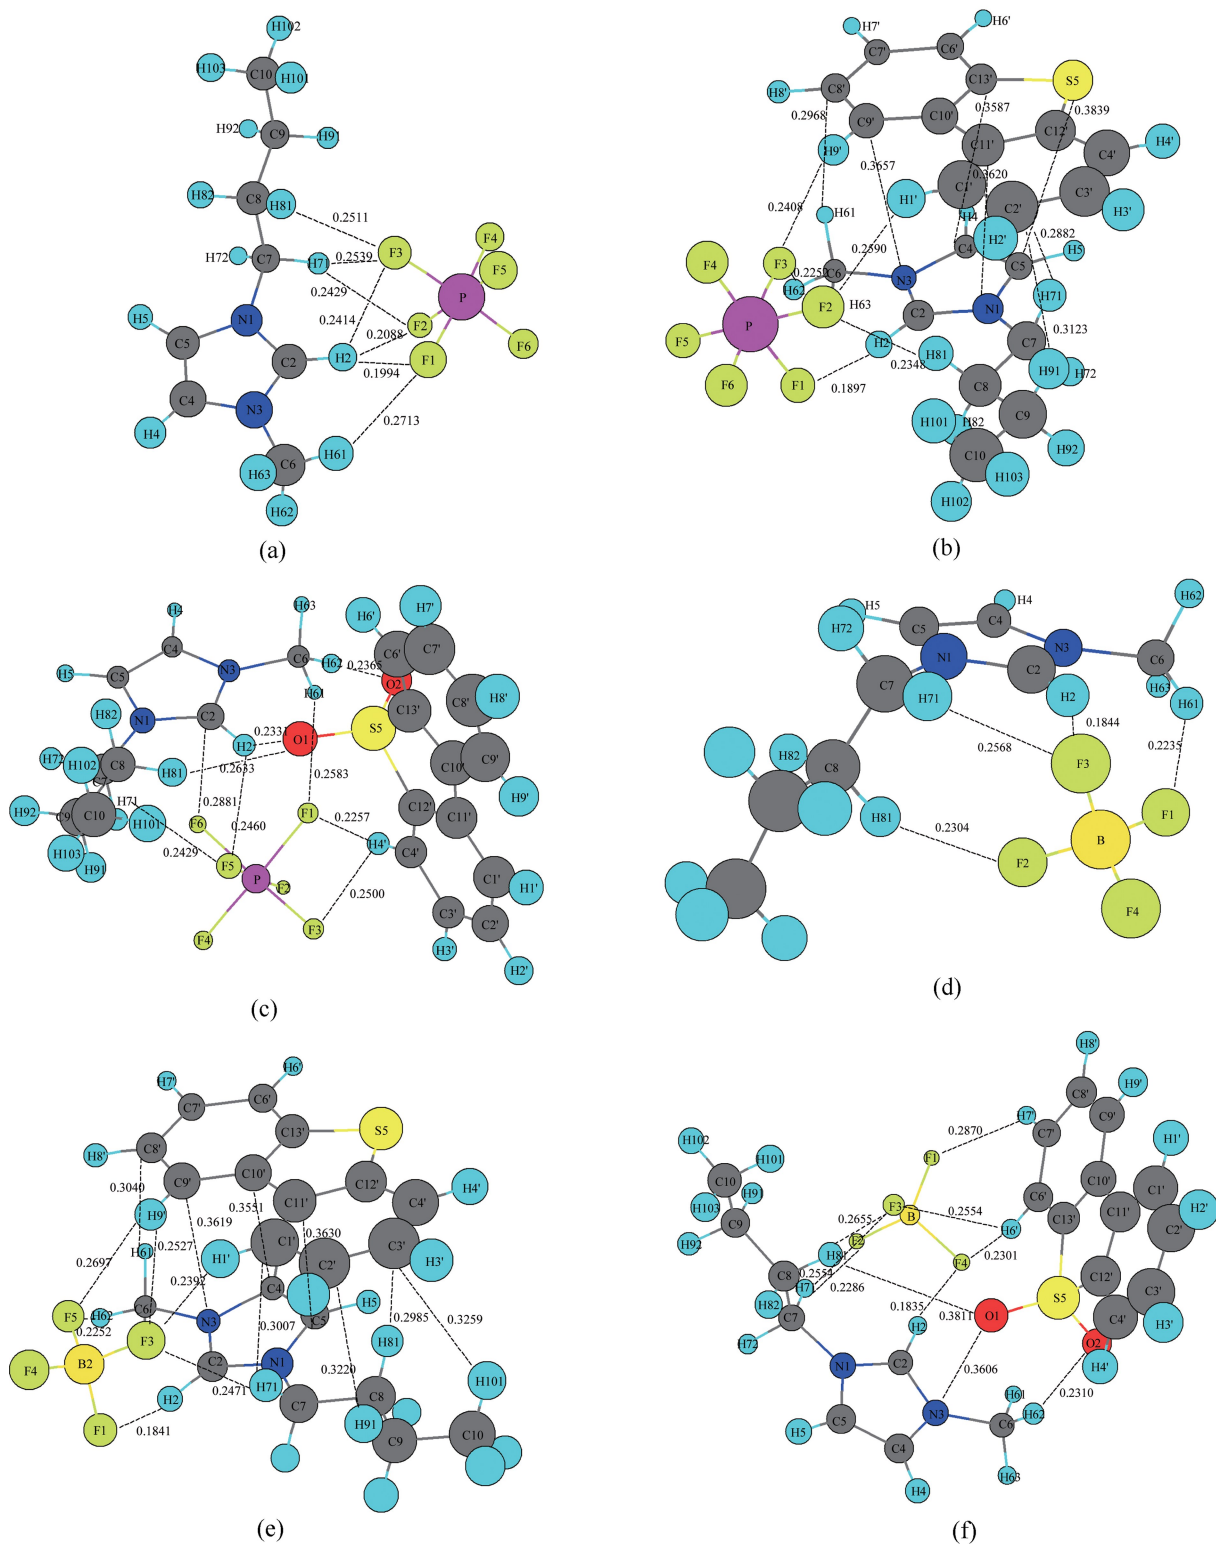 H102
H103
C10
H101
H92
C9
H91
H82
C8
H81
0.2511
F3
F4
F5
H72
C7
H71
0.2539
0.2429
P
H5
N1
0.2414
F2
0.2088
F6
C5
C2
H2
0.1994
F1
C4
N3
0.2713
H4
C6
H61
H63
H62
(a)
H7'
H6'
C7'
C6'
C13'
S5
H8'
C8'
0.3587
0.3839
0.2968
C9'
C10'
C12'
H9'
C11'
C4'
H4'
0.3657
0.3620
C1'
C3'
H1'
C2'
H3'
0.2408
H61
H4
0.2882
H2'
0.2590
C4
H5
F4
F3
0.2252
C6
C5
N3
H62
H71
F2
H63
C2
N1
P
0.3123
F5
H2
C7
H81
0.2348
H91
H72
F6
F1
0.1897
C8
C9
H101
H82
H92
C10
H103
H102
(b)
H4
H63
H6'
H7'
C4
C6'
C7'
N3
C6
H62
0.2365
H5
C5
O2
H61
H8'
C8'
C13'
H82
N1
C2
0.2331
S5
H2
O1
C9'
H72
H102
C8
H81
0.2633
C10'
C7
0.2583
H9'
H71
0.2881
C12'
H92
C9
C10
H101
F6
F1
0.2257
C11'
0.2460
H103
H4'
C4'
H91
0.2429
F5
P
F2
C1'
H1'
0.2500
C3'
C2'
F3
F4
H3'
H2'
(c)
H62
H4
H5
C4
H72
C5
N3
N1
C2
C6
C7
H63
H71
H2
H61
0.1844
0.2235
0.2568
H82
C8
F3
H81
0.2304
F1
B
F2
F4
(d)
H6'
H7'
C6'
C7'
S5
C13'
C8'
H8'
C9'
C10'
C12'
0.3040
H4'
0.3551
C11'
C4'
H9'
0.3619
0.3630
C1'
C3'
H61
0.2527
H1'
C2'
H3'
0.2697
0.2392
C4
F5
H62
C6
H5
N3
C5
0.2252
F3
0.3007
0.2985
0.3259
F4
B2
C2
N1
H81
0.3220
H2
0.2471
H71
H101
F1
C7
C8
0.1841
H91
C9
C10
(e)
H8'
H9'
C8'
H7'
C9'
0.2870
C7'
H1'
H102
H101
F1
C10
C10'
C1'
H91
C6'
H2'
H103
F3
B
0.2554
C11'
C9
0.2655
H6'
C13'
C2'
H92
F2
H81
0.2301
F4
C8
0.2554
C12'
H71
0.2286
S5
C3'
H82
0.1835
0.3811
O1
C7
H2
C4'
H3'
H72
O2
N1
C2
0.3606
H4'
0.2310
H61
N3
H62
C5
C6
H5
C4
H63
H4
(f)